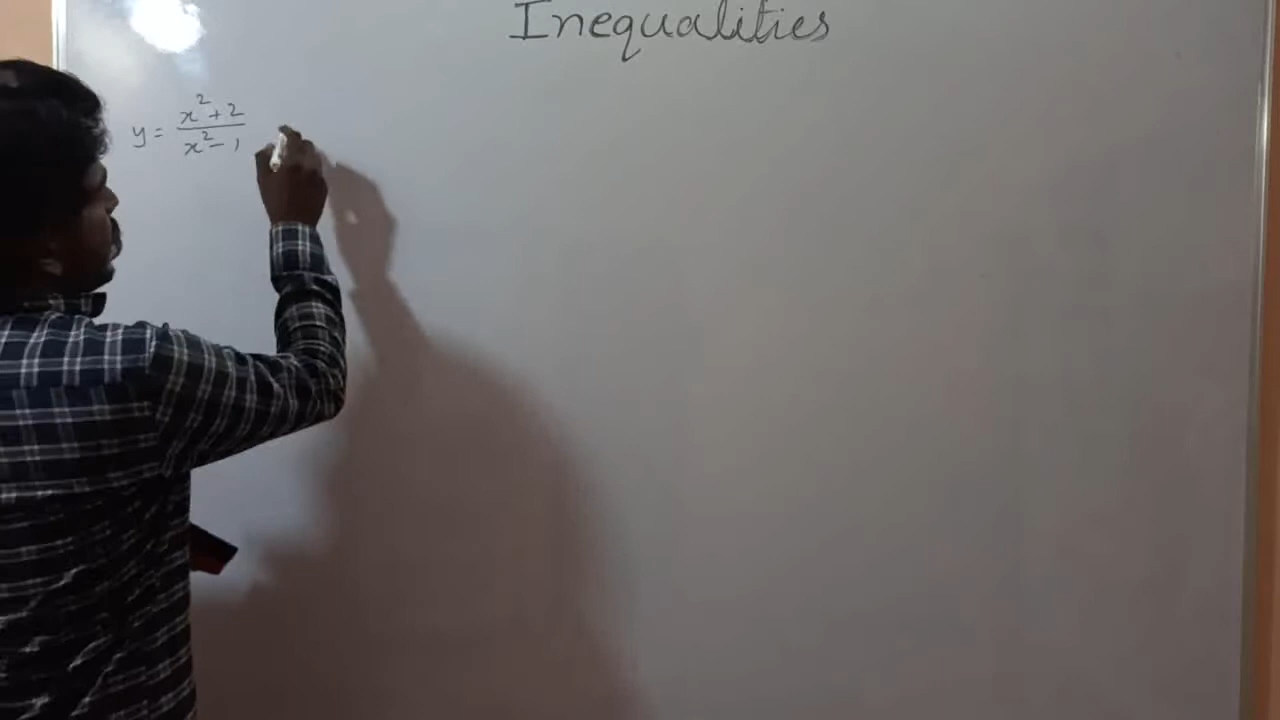 Inequalities
y = (x² + 2) / (x² - 1)